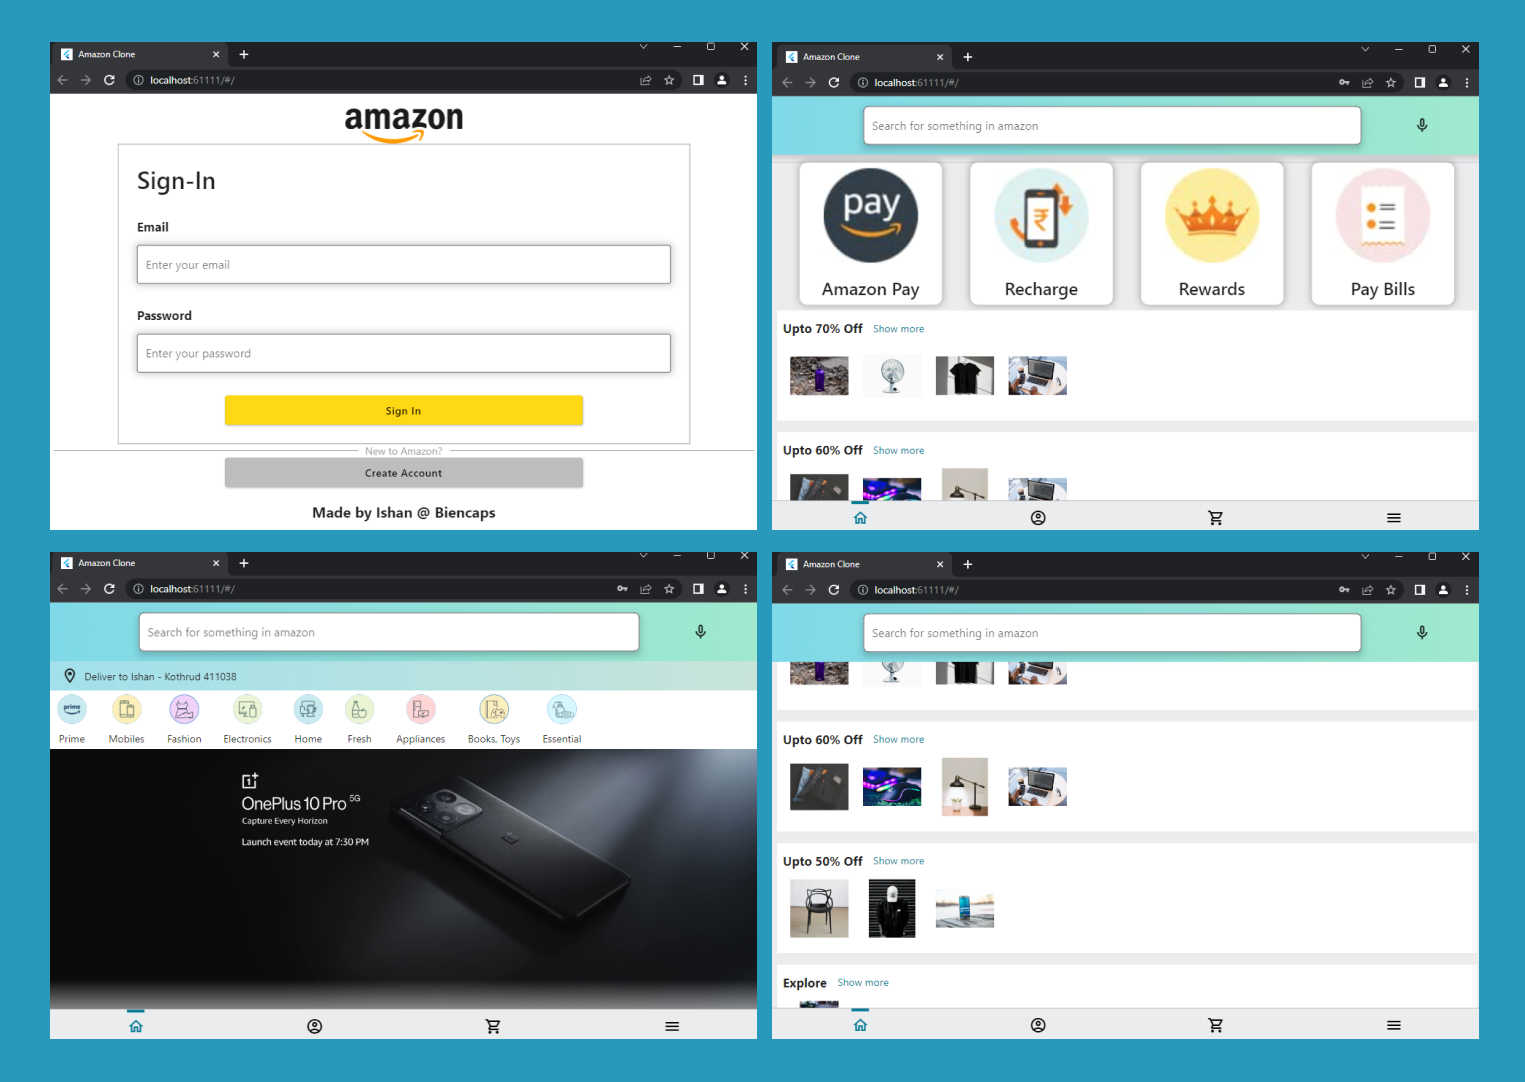 Amazon Clone
localhost:61111/#/
amazon
Sign-In
Email
Enter your email
Password
Enter your password
Sign In
New to Amazon?
Create Account
Made by Ishan @ Biencaps
Amazon Clone
localhost:61111/#/
Search for something in amazon
pay
Amazon Pay Recharge Rewards Pay Bills
Upto 70% Off Show more
Upto 60% Off Show more
Amazon Clone
localhost:61111/#/
Search for something in amazon
Deliver to Ishan - Kothrud 411038
prime
Prime Mobiles Fashion Electronics Home Fresh Appliances Books, Toys Essential
1+
OnePlus 10 Pro 5G
Capture Every Horizon
Launch event today at 7:30 PM
Amazon Clone
localhost:61111/#/
Search for something in amazon
Upto 60% Off Show more
Upto 50% Off Show more
Explore Show more